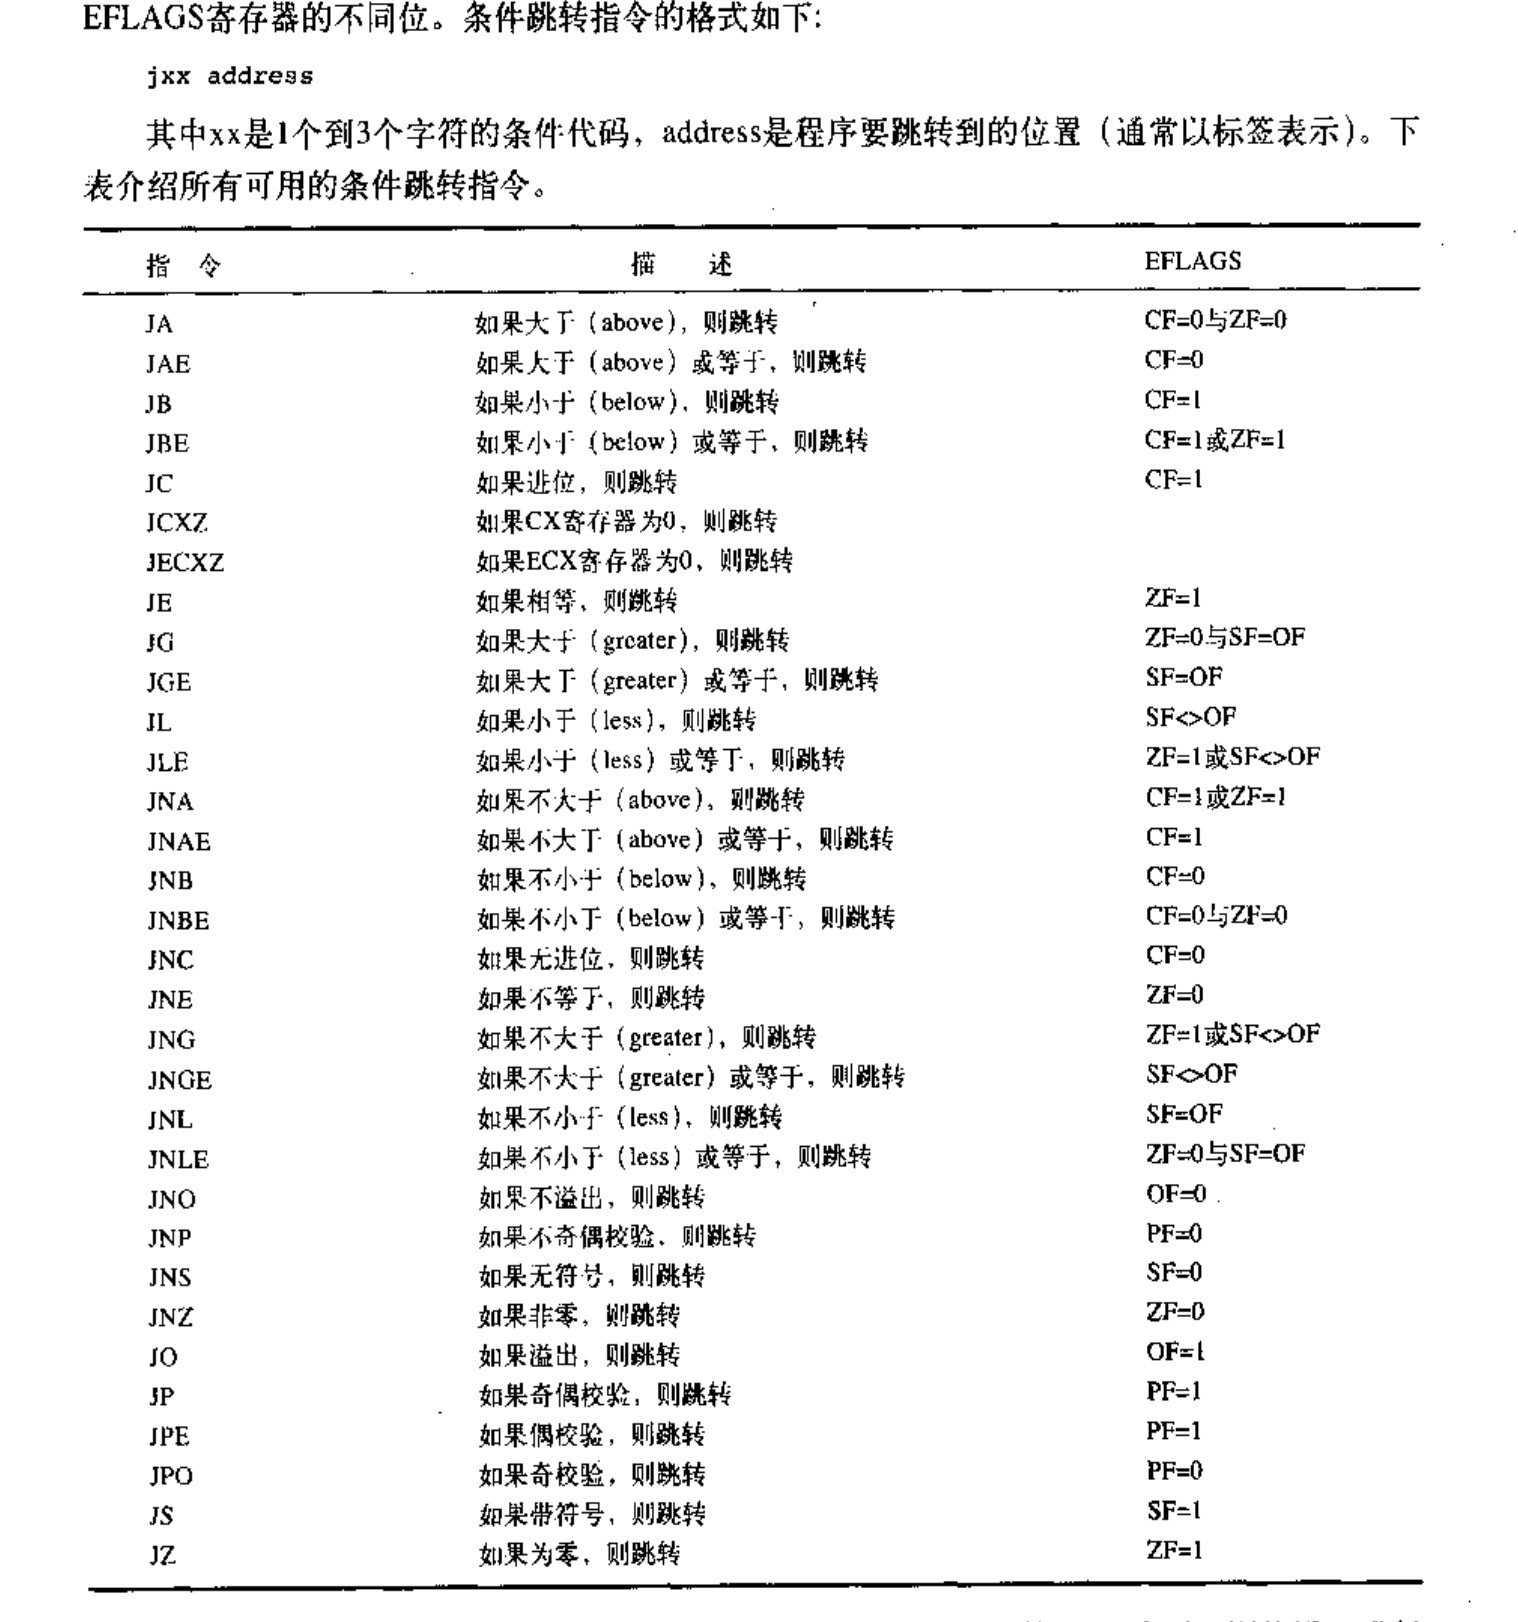 EFLAGS寄存器的不同位。条件跳转指令的格式如下:
jxx address
其中xx是1个到3个字符的条件代码，address是程序要跳转到的位置（通常以标签表示）。下
表介绍所有可用的条件跳转指令。
指 令 描 述 EFLAGS
JA 如果大于（above），则跳转 CF=0与ZF=0
JAE 如果大于（above）或等于，则跳转 CF=0
JB 如果小于（below），则跳转 CF=1
JBE 如果小于（below）或等于，则跳转 CF=1或ZF=1
JC 如果进位，则跳转 CF=1
JCXZ 如果CX寄存器为0，则跳转
JECXZ 如果ECX寄存器为0，则跳转
JE 如果相等，则跳转 ZF=1
JG 如果大于（greater），则跳转 ZF=0与SF=OF
JGE 如果大于（greater）或等于，则跳转 SF=OF
JL 如果小于（less），则跳转 SF<>OF
JLE 如果小于（less）或等于，则跳转 ZF=1或SF<>OF
JNA 如果不大于（above），则跳转 CF=1或ZF=1
JNAE 如果不大于（above）或等于，则跳转 CF=1
JNB 如果不小于（below），则跳转 CF=0
JNBE 如果不小于（below）或等于，则跳转 CF=0与ZF=0
JNC 如果无进位，则跳转 CF=0
JNE 如果不等于，则跳转 ZF=0
JNG 如果不大于（greater），则跳转 ZF=1或SF<>OF
JNGE 如果不大于（greater）或等于，则跳转 SF<>OF
JNL 如果不小于（less），则跳转 SF=OF
JNLE 如果不小于（less）或等于，则跳转 ZF=0与SF=OF
JNO 如果不溢出，则跳转 OF=0
JNP 如果不奇偶校验，则跳转 PF=0
JNS 如果无符号，则跳转 SF=0
JNZ 如果非零，则跳转 ZF=0
JO 如果溢出，则跳转 OF=1
JP 如果奇偶校验，则跳转 PF=1
JPE 如果偶校验，则跳转 PF=1
JPO 如果奇校验，则跳转 PF=0
JS 如果带符号，则跳转 SF=1
JZ 如果为零，则跳转 ZF=1